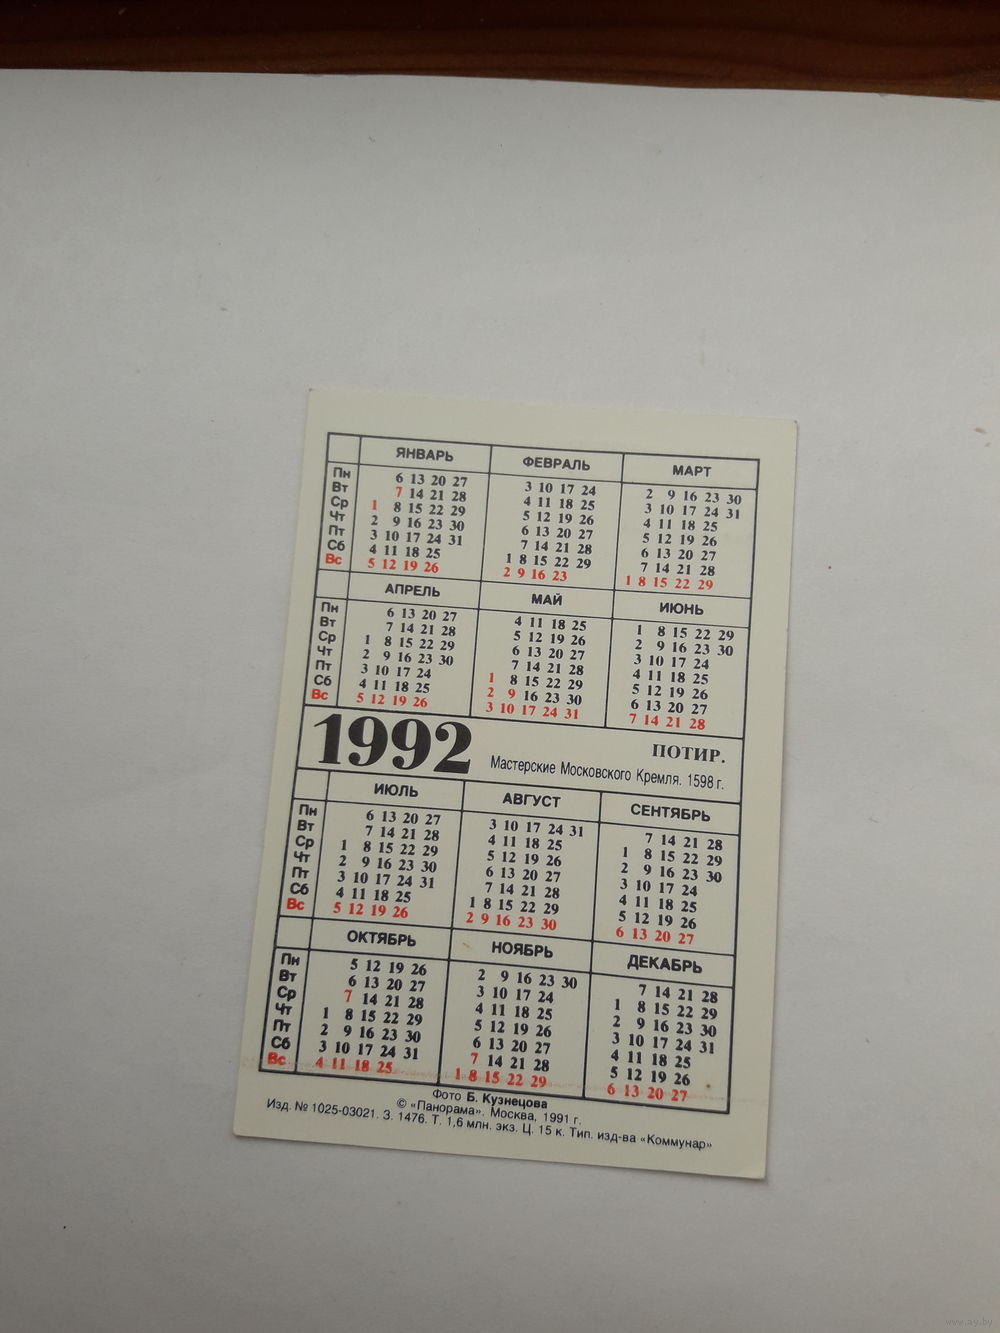 ЯНВАРЬ ФЕВРАЛЬ МАРТ
Пн 6 13 20 27 3 10 17 24 2 9 16 23 30
Вт 7 14 21 28 4 11 18 25 3 10 17 24 31
Ср 1 8 15 22 29 5 12 19 26 4 11 18 25
Чт 2 9 16 23 30 6 13 20 27 5 12 19 26
Пт 3 10 17 24 31 7 14 21 28 6 13 20 27
Сб 4 11 18 25 1 8 15 22 29 7 14 21 28
Вс 5 12 19 26 2 9 16 23 1 8 15 22 29
АПРЕЛЬ МАЙ ИЮНЬ
Пн 6 13 20 27 4 11 18 25 1 8 15 22 29
Вт 7 14 21 28 5 12 19 26 2 9 16 23 30
Ср 1 8 15 22 29 6 13 20 27 3 10 17 24
Чт 2 9 16 23 30 7 14 21 28 4 11 18 25
Пт 3 10 17 24 1 8 15 22 29 5 12 19 26
Сб 4 11 18 25 2 9 16 23 30 6 13 20 27
Вс 5 12 19 26 3 10 17 24 31 7 14 21 28
1992 ПОТИР.
Мастерские Московского Кремля. 1598 г.
ИЮЛЬ АВГУСТ СЕНТЯБРЬ
Пн 6 13 20 27 3 10 17 24 31 7 14 21 28
Вт 7 14 21 28 4 11 18 25 1 8 15 22 29
Ср 1 8 15 22 29 5 12 19 26 2 9 16 23 30
Чт 2 9 16 23 30 6 13 20 27 3 10 17 24
Пт 3 10 17 24 31 7 14 21 28 4 11 18 25
Сб 4 11 18 25 1 8 15 22 29 5 12 19 26
Вс 5 12 19 26 2 9 16 23 30 6 13 20 27
ОКТЯБРЬ НОЯБРЬ ДЕКАБРЬ
Пн 5 12 19 26 2 9 16 23 30 7 14 21 28
Вт 6 13 20 27 3 10 17 24 1 8 15 22 29
Ср 7 14 21 28 4 11 18 25 2 9 16 23 30
Чт 1 8 15 22 29 5 12 19 26 3 10 17 24 31
Пт 2 9 16 23 30 6 13 20 27 4 11 18 25
Сб 3 10 17 24 31 7 14 21 28 5 12 19 26
Вс 4 11 18 25 1 8 15 22 29 6 13 20 27
Фото Б. Кузнецова
© «Панорама». Москва, 1991 г.
Изд. № 1025-03021. З. 1476. Т. 1,6 млн. экз. Ц. 15 к. Тип. изд-ва «Коммунар»
www.ay.by